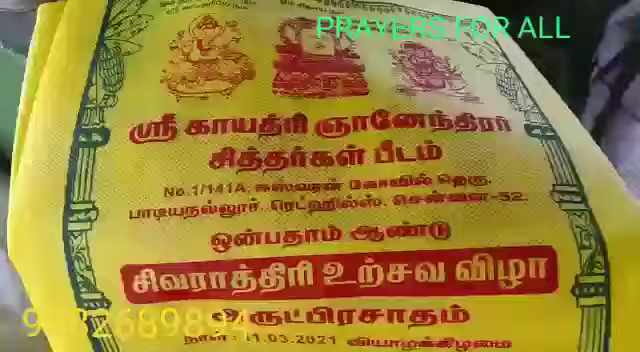 PRAYERS FOR ALL
ஸ்ரீ காயத்ரி ஞானேந்திரர்
சித்தர்கள் பீடம்
No.1/141A, ஈஸ்வரன் கோவில் தெரு,
பாடியநல்லூர், ரெட்ஹில்ஸ், சென்னை-52.
ஒன்பதாம் ஆண்டு
சிவராத்திரி உற்சவ விழா
அருட்பிரசாதம்
நாள் : 11.03.2021 வியாழக்கிழமை